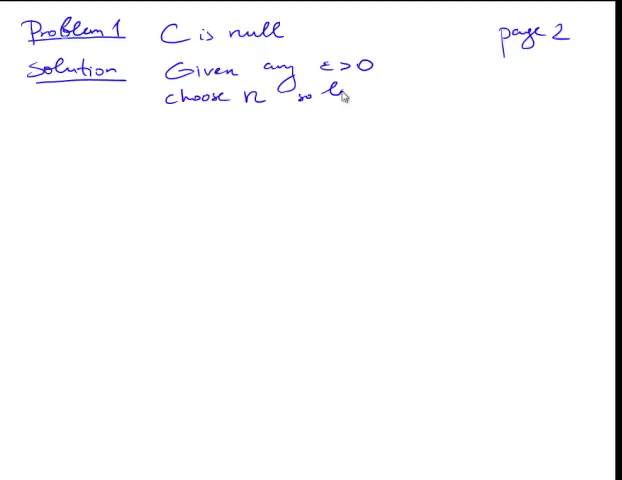 Problem 1 C is null page 2
Solution Given any ε>0
choose n so